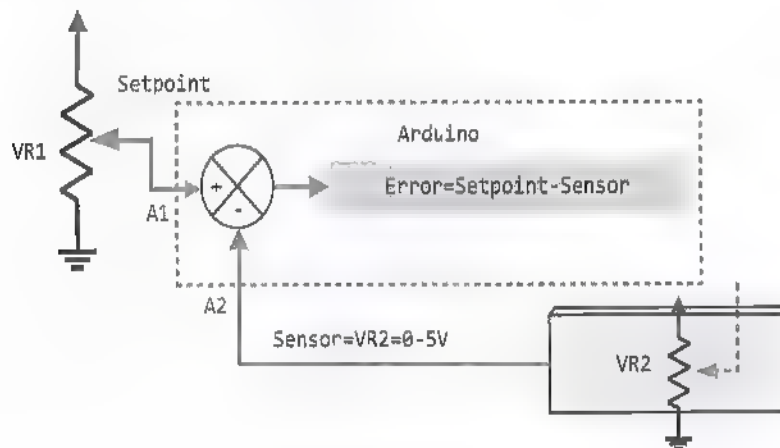 Setpoint
Arduino
VR1
Error=Setpoint-Sensor
+
-
A1
A2
Sensor=VR2=0-5V
VR2